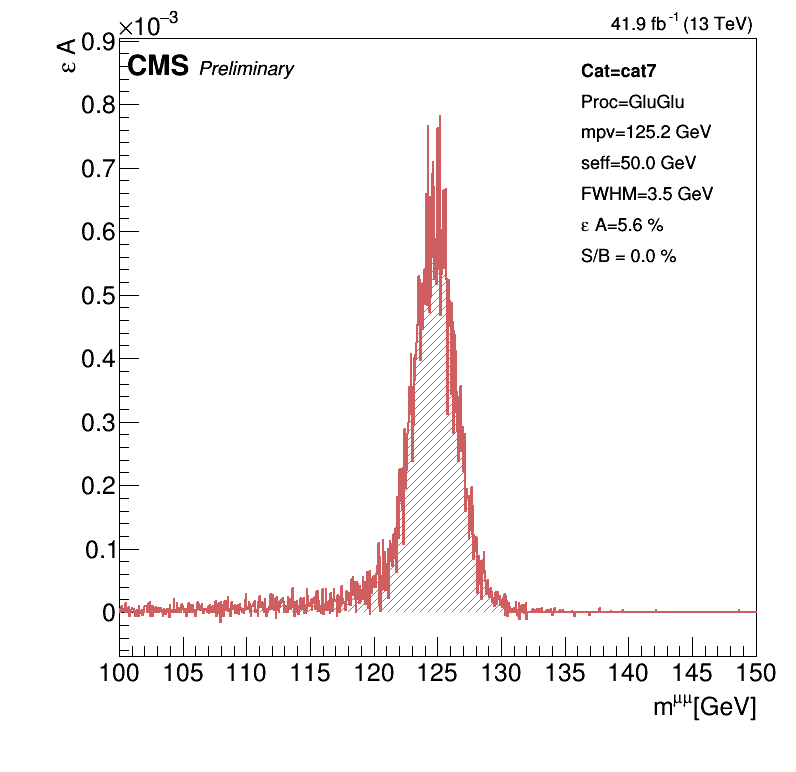 ×10⁻³
41.9 fb⁻¹ (13 TeV)
ε A
CMS Preliminary
Cat=cat7
Proc=GluGlu
mpv=125.2 GeV
seff=50.0 GeV
FWHM=3.5 GeV
ε A=5.6 %
S/B = 0.0 %
0.9
0.8
0.7
0.6
0.5
0.4
0.3
0.2
0.1
0
100 105 110 115 120 125 130 135 140 145 150
m^μμ[GeV]